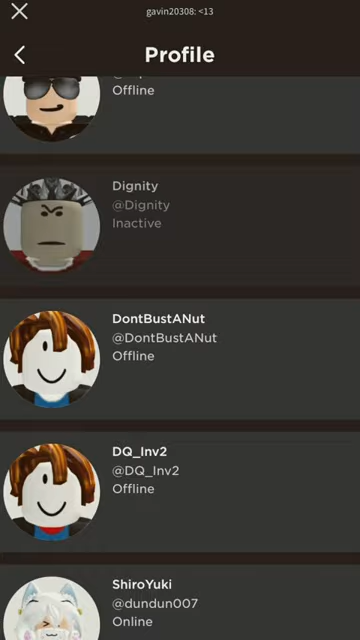 gavin20308: <13
Profile
Offline
Dignity
@Dignity
Inactive
DontBustANut
@DontBustANut
Offline
DQ_Inv2
@DQ_Inv2
Offline
ShiroYuki
@dundun007
Online